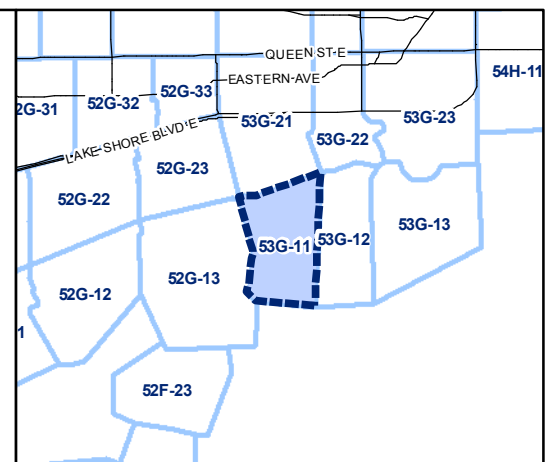 QUEEN ST E
54H-11
EASTERN AVE
52G-33
2G-31
52G-32
53G-21
53G-23
LAKE SHORE BLVD E
53G-22
52G-23
52G-22
53G-11
53G-12
53G-13
52G-13
52G-12
1
52F-23